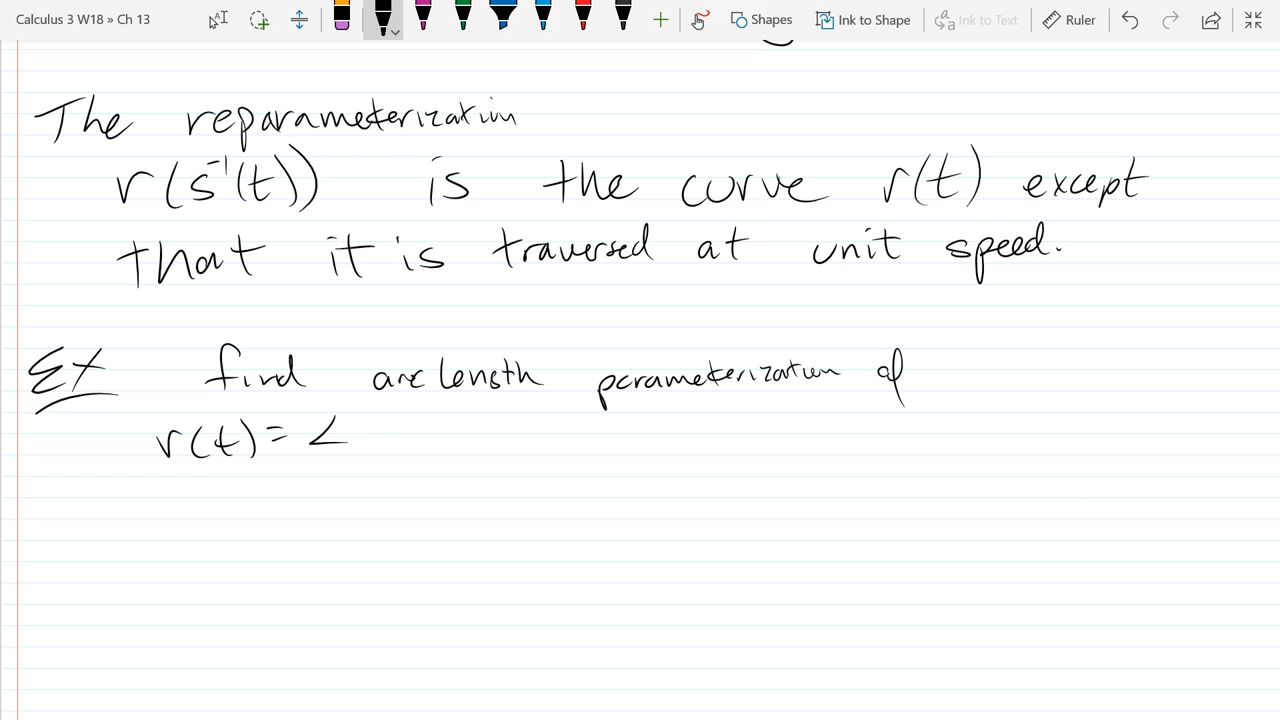 Calculus 3 W18 » Ch 13
Shapes
Ink to Shape
Ink to Text
Ruler
The reparameterization
r(s⁻¹(t)) is the curve r(t) except
that it is traversed at unit speed.
Ex find arclength parameterization of
r(t) = <